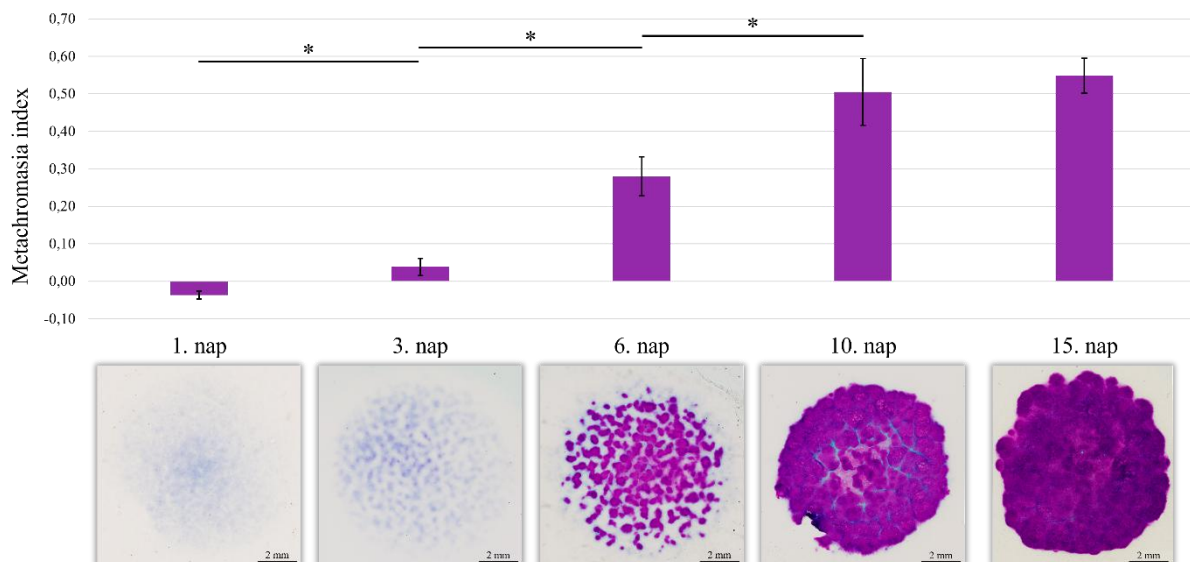 Metachromasia index
0,70
0,60
0,50
0,40
0,30
0,20
0,10
0,00
-0,10
*
*
*
1. nap
3. nap
6. nap
10. nap
15. nap
2 mm
2 mm
2 mm
2 mm
2 mm